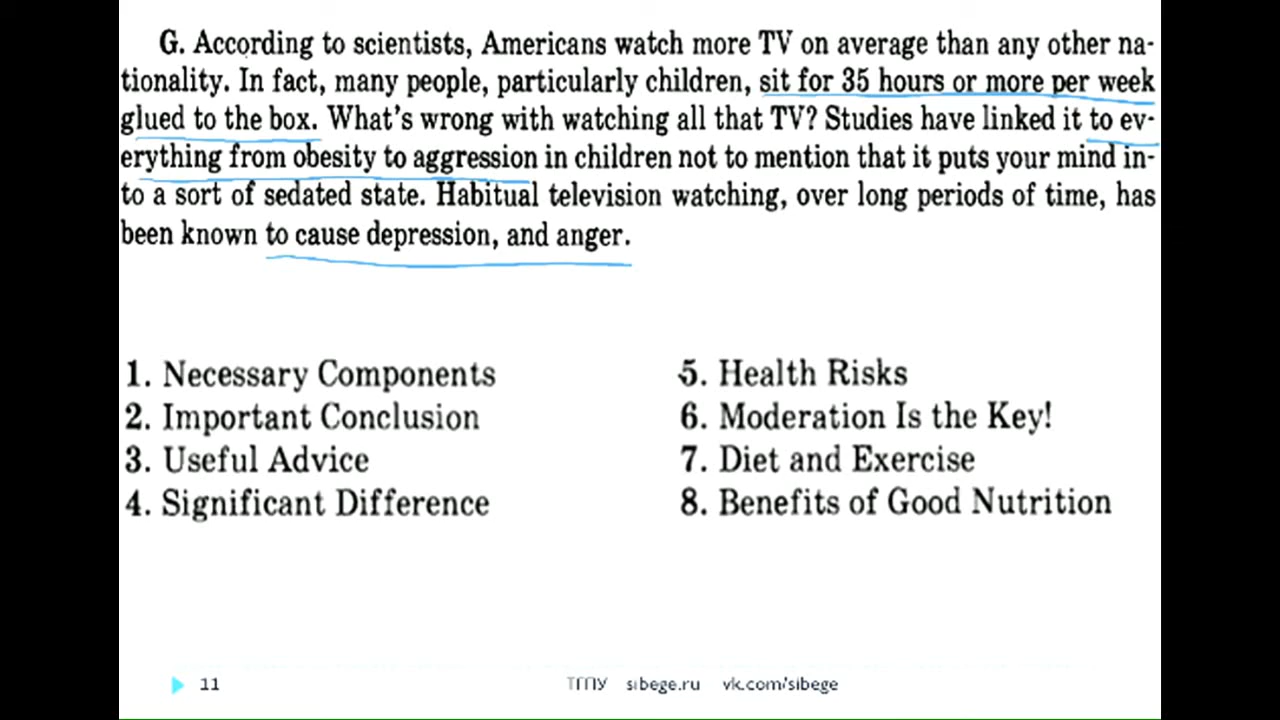 G. According to scientists, Americans watch more TV on average than any other na-
tionality. In fact, many people, particularly children, sit for 35 hours or more per week
glued to the box. What's wrong with watching all that TV? Studies have linked it to ev-
erything from obesity to aggression in children not to mention that it puts your mind in-
to a sort of sedated state. Habitual television watching, over long periods of time, has
been known to cause depression, and anger.
1. Necessary Components
2. Important Conclusion
3. Useful Advice
4. Significant Difference
5. Health Risks
6. Moderation Is the Key!
7. Diet and Exercise
8. Benefits of Good Nutrition
11 ТГПУ sibege.ru vk.com/sibege